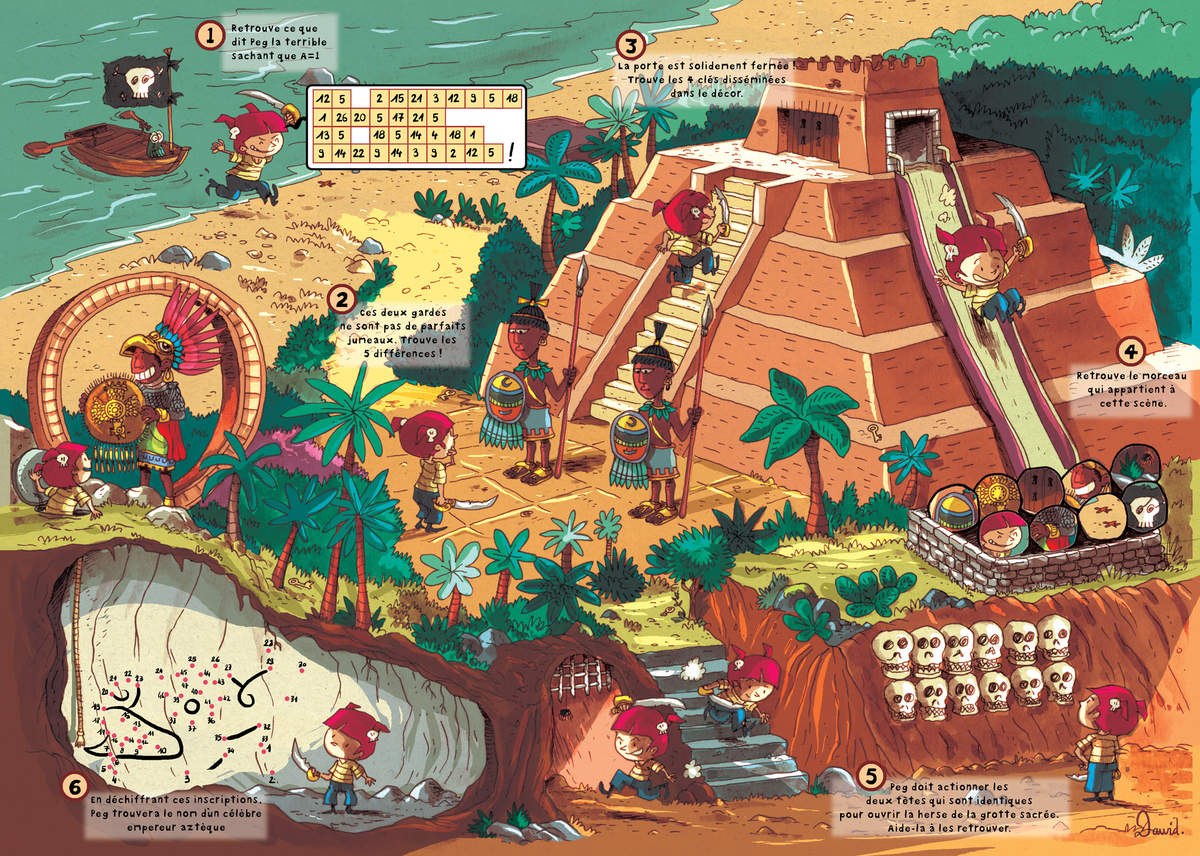 1
Retrouve ce que
dit Peg la terrible
sachant que A=1
12 5 2 15 21 3 12 9 5 18
1 26 20 5 17 21 5
13 5 18 5 14 4 18 1
9 14 22 9 14 3 9 2 12 5 !
2
Ces deux gardes
ne sont pas de parfaits
jumeaux. Trouve les
5 différences !
3
La porte est solidement fermée !
Trouve les 4 clés disséminées
dans le décor.
4
Retrouve le morceau
qui appartient à
cette scène.
5
Peg doit actionner les
deux têtes qui sont identiques
pour ouvrir la herse de la grotte sacrée.
Aide-la à les retrouver.
6
En déchiffrant ces inscriptions,
Peg trouvera le nom d'un célèbre
empereur aztèque
Dawid.